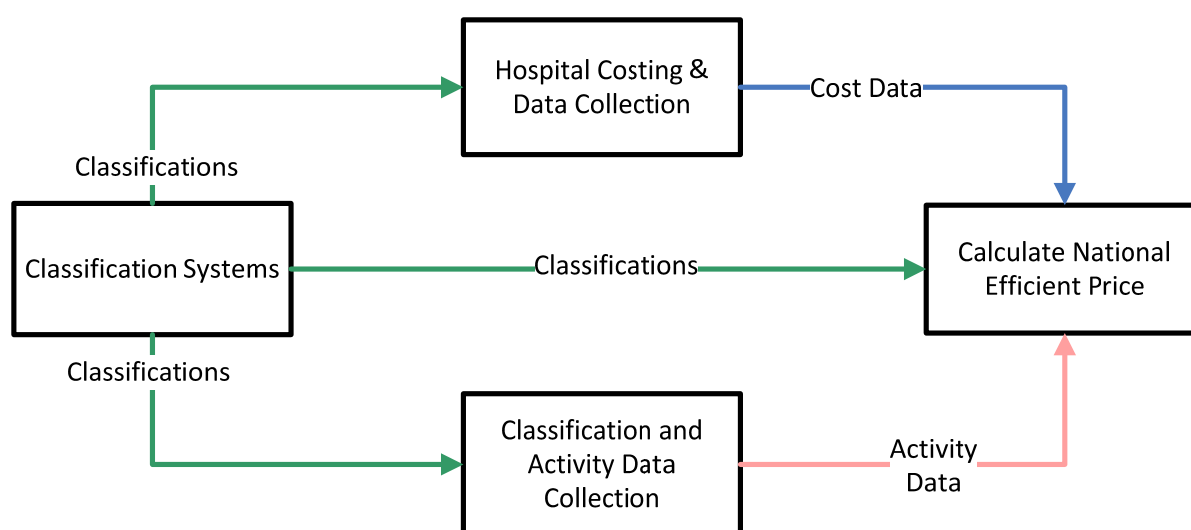 Hospital Costing &
Data Collection
Cost Data
Classifications
Classification Systems
Classifications
Calculate National
Efficient Price
Classifications
Classification and
Activity Data
Collection
Activity
Data